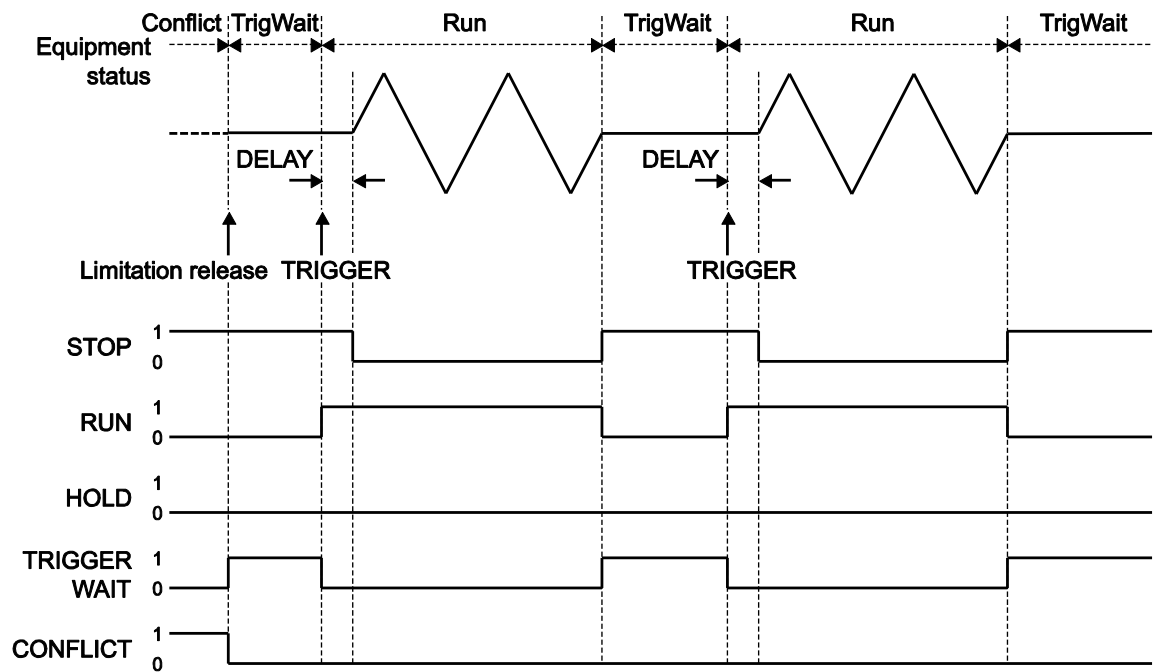 Conflict TrigWait Run TrigWait Run TrigWait
Equipment
status
DELAY DELAY
Limitation release TRIGGER TRIGGER
1
STOP
0
1
RUN
0
1
HOLD
0
TRIGGER 1
WAIT 0
1
CONFLICT
0